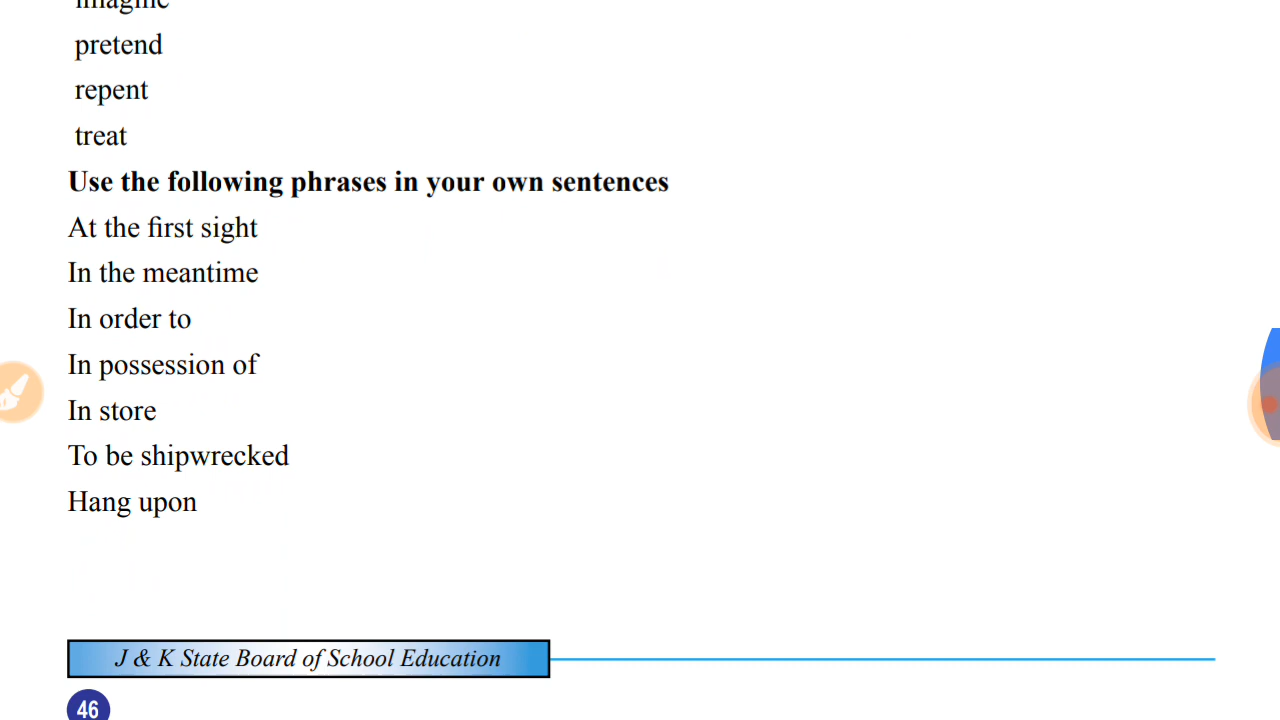 imagine
pretend
repent
treat
Use the following phrases in your own sentences
At the first sight
In the meantime
In order to
In possession of
In store
To be shipwrecked
Hang upon
J & K State Board of School Education
46